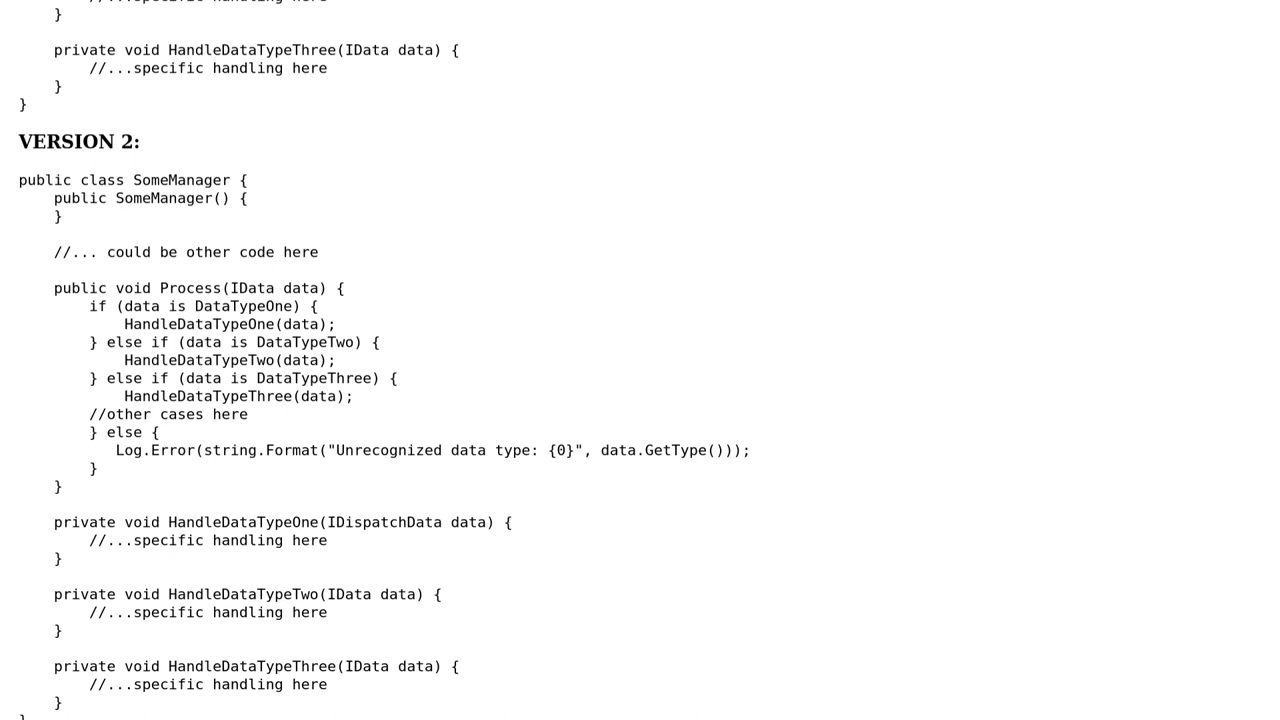 }

    private void HandleDataTypeThree(IData data) {
        //...specific handling here
    }
}
VERSION 2:
public class SomeManager {
    public SomeManager() {
    }

    //... could be other code here

    public void Process(IData data) {
        if (data is DataTypeOne) {
            HandleDataTypeOne(data);
        } else if (data is DataTypeTwo) {
            HandleDataTypeTwo(data);
        } else if (data is DataTypeThree) {
            HandleDataTypeThree(data);
        //other cases here
        } else {
           Log.Error(string.Format("Unrecognized data type: {0}", data.GetType()));
        }
    }

    private void HandleDataTypeOne(IDispatchData data) {
        //...specific handling here
    }

    private void HandleDataTypeTwo(IData data) {
        //...specific handling here
    }

    private void HandleDataTypeThree(IData data) {
        //...specific handling here
    }